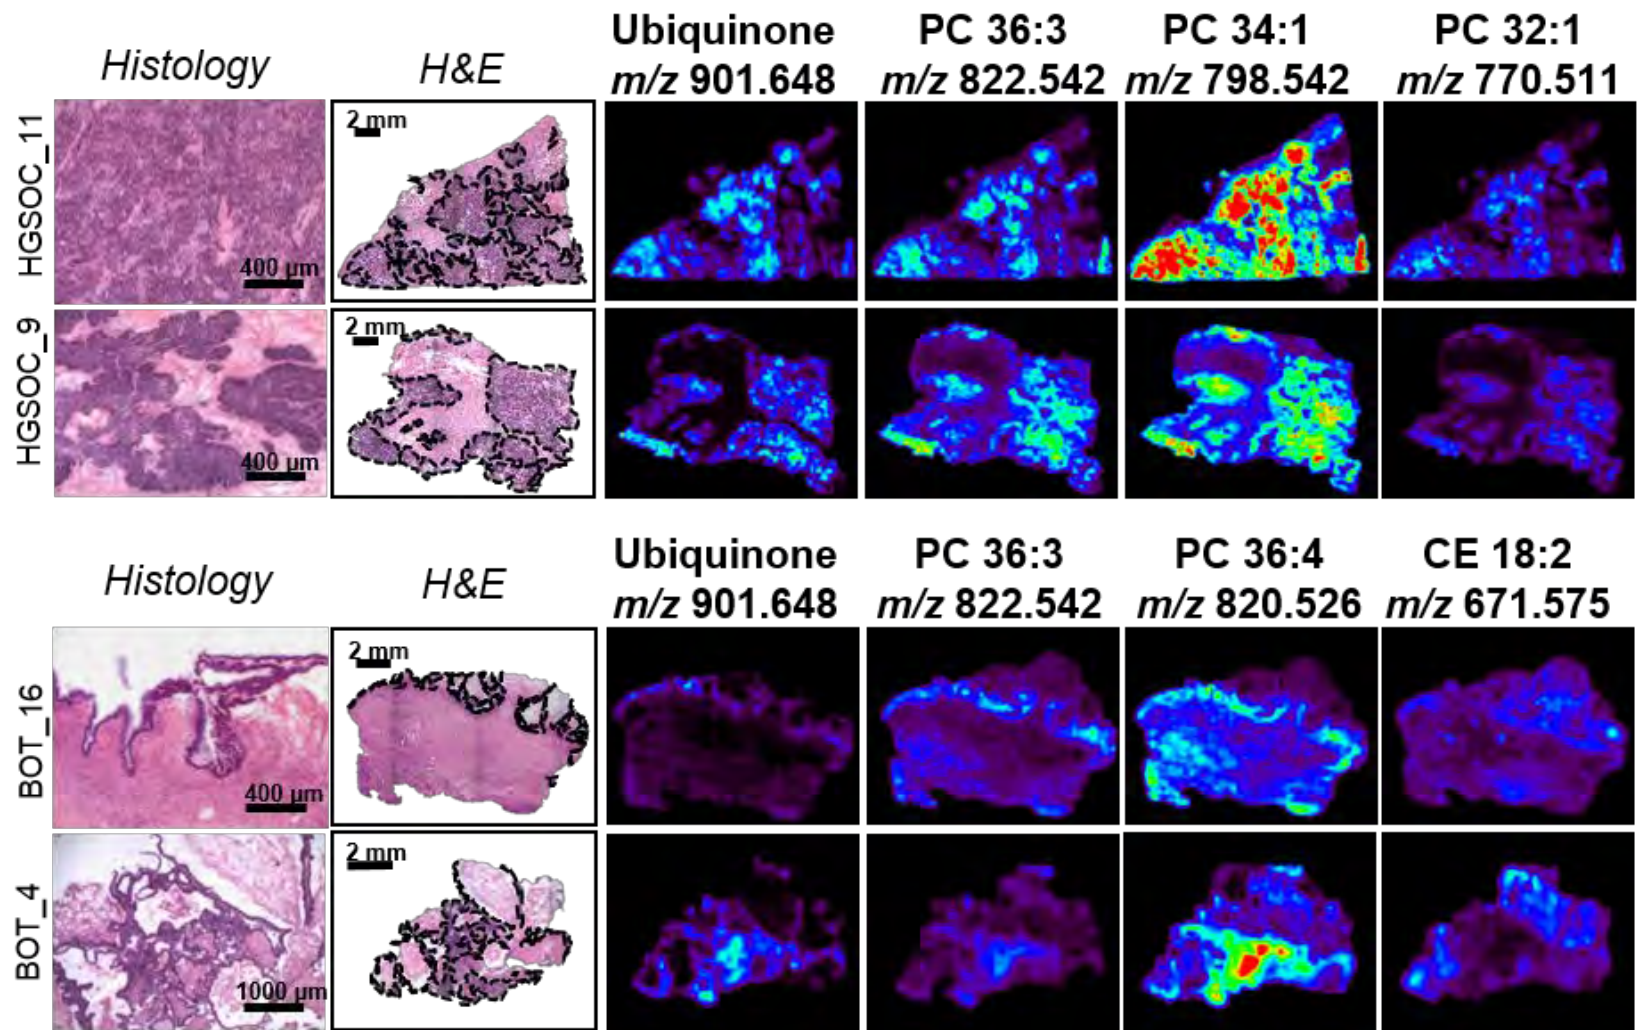 Histology H&E Ubiquinone PC 36:3 PC 34:1 PC 32:1
m/z 901.648 m/z 822.542 m/z 798.542 m/z 770.511
HGSOC_11
400 µm
2 mm
HGSOC_9
400 µm
2 mm
Histology H&E Ubiquinone PC 36:3 PC 36:4 CE 18:2
m/z 901.648 m/z 822.542 m/z 820.526 m/z 671.575
BOT_16
400 µm
2 mm
BOT_4
1000 µm
2 mm